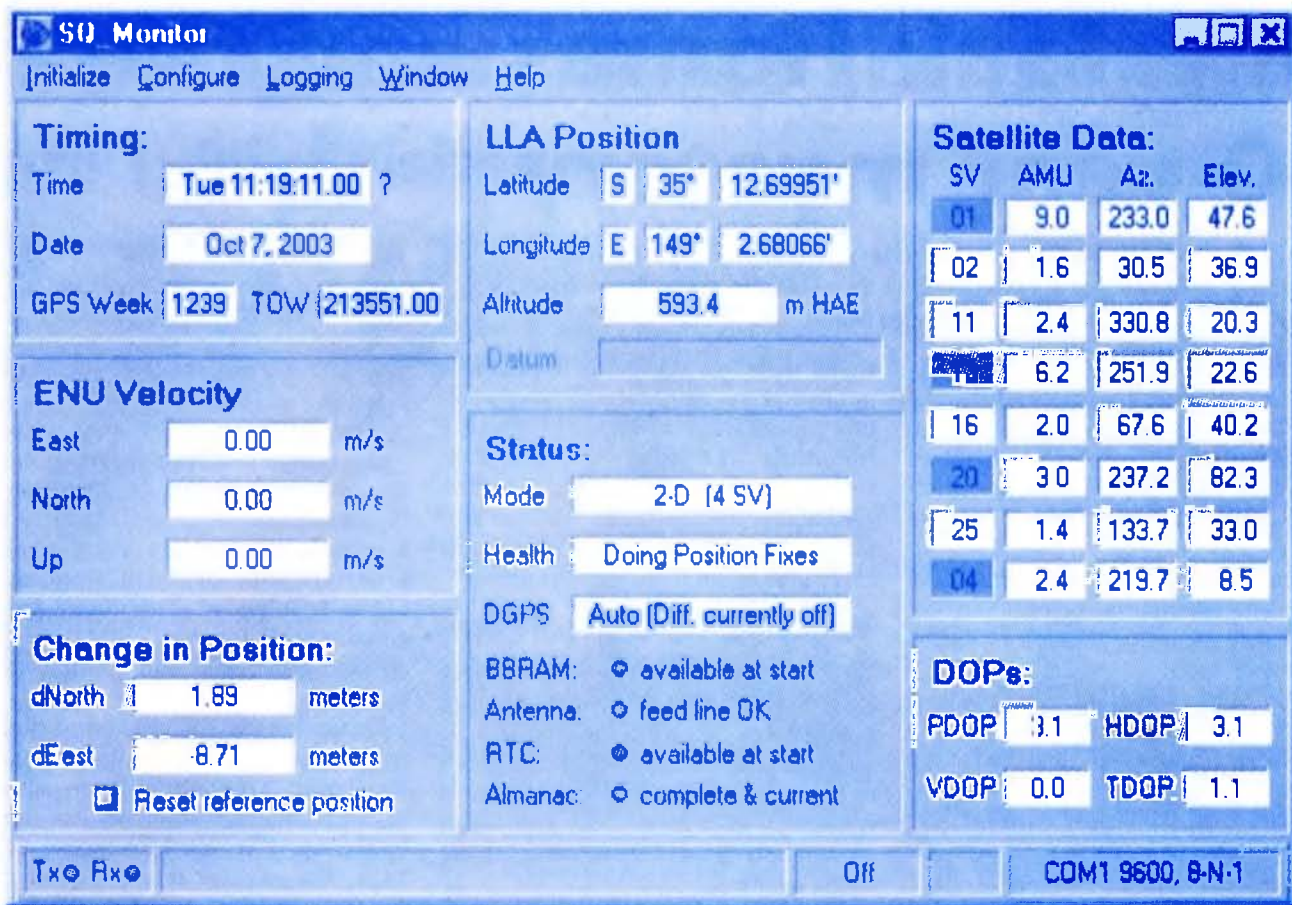 SQ_Monitor
Initialize Configure Logging Window Help
Timing:
Time Tue 11:19:11.00 ?
Date Oct 7, 2003
GPS Week 1239 TOW 213551.00
ENU Velocity
East 0.00 m/s
North 0.00 m/s
Up 0.00 m/s
Change in Position:
dNorth 1.89 meters
dEast -8.71 meters
Reset reference position
LLA Position
Latitude S 35° 12.69951'
Longitude E 149° 2.68066'
Altitude 593.4 m HAE
Datum
Status:
Mode 2-D (4 SV)
Health Doing Position Fixes
DGPS Auto (Diff. currently off)
BBRAM: available at start
Antenna: feed line OK
RTC: available at start
Almanac: complete & current
Satellite Data:
SV AMU Az. Elev.
01 9.0 233.0 47.6
02 1.6 30.5 36.9
11 2.4 330.8 20.3
6.2 251.9 22.6
16 2.0 67.6 40.2
20 3.0 237.2 82.3
25 1.4 133.7 33.0
04 2.4 219.7 8.5
DOPs:
PDOP 3.1 HDOP 3.1
VDOP 0.0 TDOP 1.1
Tx Rx Off COM1 9600, 8-N-1